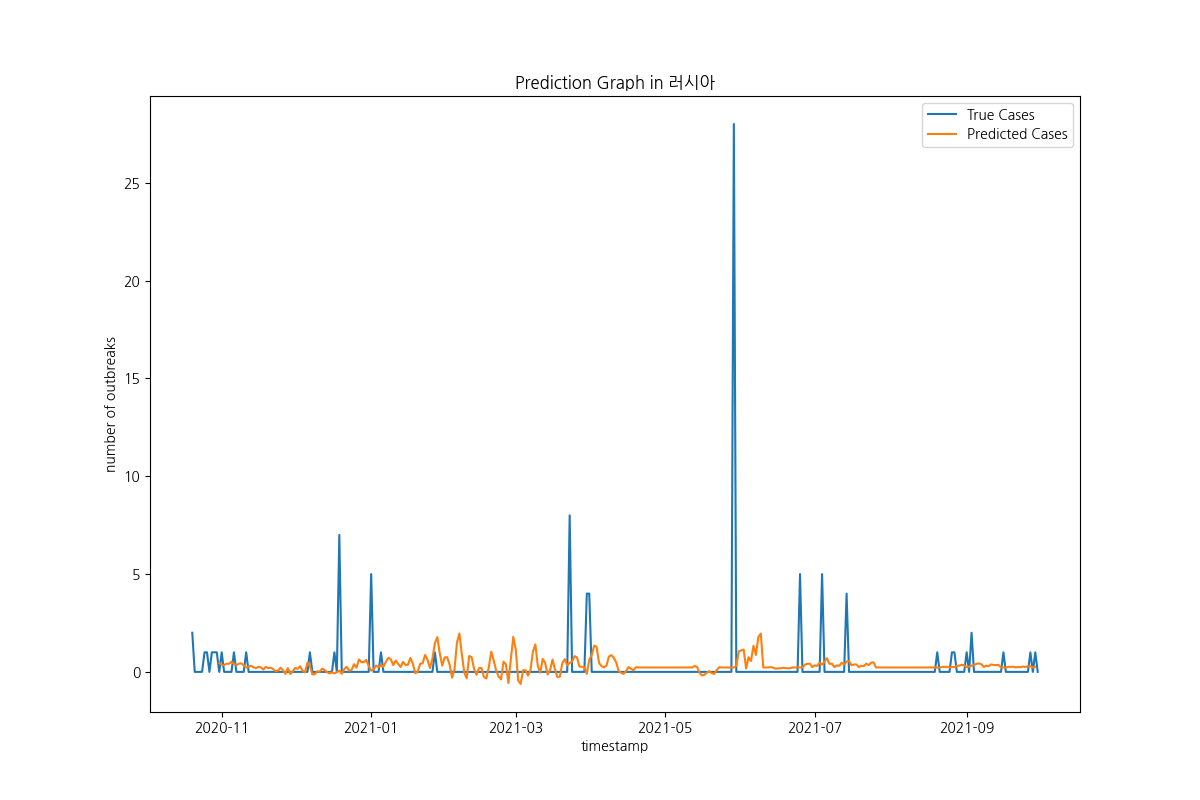 Prediction Graph in 러시아
True Cases
Predicted Cases
number of outbreaks
25
20
15
10
5
0
2020-11
2021-01
2021-03
2021-05
2021-07
2021-09
timestamp